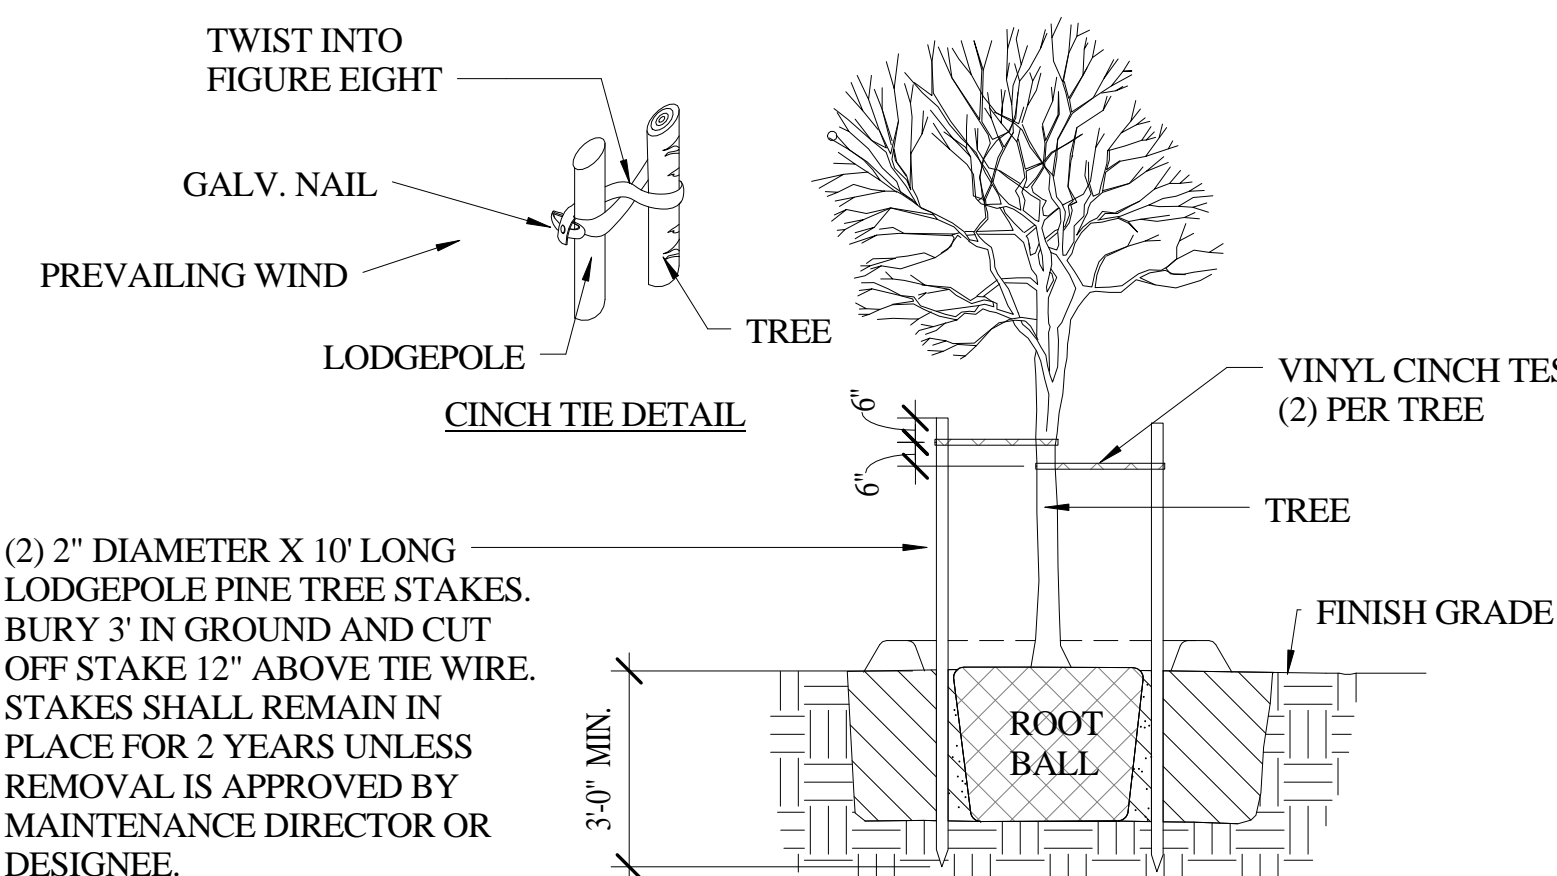 TWIST INTO
FIGURE EIGHT
GALV. NAIL
PREVAILING WIND
LODGEPOLE
TREE
CINCH TIE DETAIL
VINYL CINCH TES
(2) PER TREE
6"
6"
TREE
(2) 2" DIAMETER X 10' LONG
LODGEPOLE PINE TREE STAKES.
BURY 3' IN GROUND AND CUT
OFF STAKE 12" ABOVE TIE WIRE.
STAKES SHALL REMAIN IN
PLACE FOR 2 YEARS UNLESS
REMOVAL IS APPROVED BY
MAINTENANCE DIRECTOR OR
DESIGNEE.
FINISH GRADE
3'-0" MIN.
ROOT
BALL